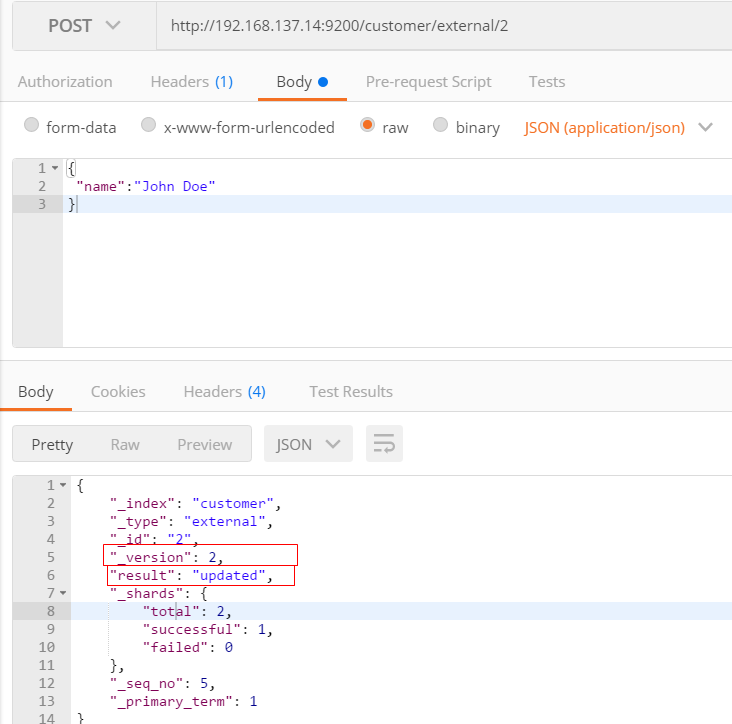 POST http://192.168.137.14:9200/customer/external/2
Authorization Headers (1) Body Pre-request Script Tests
form-data x-www-form-urlencoded raw binary JSON (application/json)
1 {
2 "name":"John Doe"
3 }
Body Cookies Headers (4) Test Results
Pretty Raw Preview JSON
1 {
2 "_index": "customer",
3 "_type": "external",
4 "_id": "2",
5 "_version": 2,
6 "result": "updated",
7 "_shards": {
8 "total": 2,
9 "successful": 1,
10 "failed": 0
11 },
12 "_seq_no": 5,
13 "_primary_term": 1
14 }